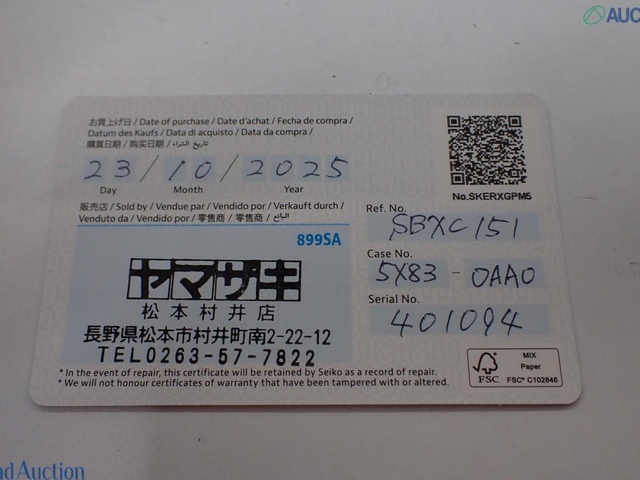 AUC
お買上げ日 / Date of purchase / Date d'achat / Fecha de compra /
Datum des Kaufs / Data di acquisto / Data da compra /
購買日期 / 购买日期 / تاريخ الشراء
23 / 10 / 2025
Day Month Year
販売店 / Sold by / Vendue par / Vendido por / Verkauft durch /
Venduto da / Vendido por / 零售商 / 零售商 / البائع
899SA
ヤマザキ
松本村井店
長野県松本市村井町南2-22-12
TEL0263-57-7822
No.SKERXGPM5
Ref. No.
SBXC151
Case No.
5X83-0AA0
Serial No.
401094
* In the event of repair, this certificate will be retained by Seiko as a record of repair.
* We will not honour certificates of warranty that have been tampered with or altered.
FSC
MIX
Paper
FSC® C102846
nd Auction